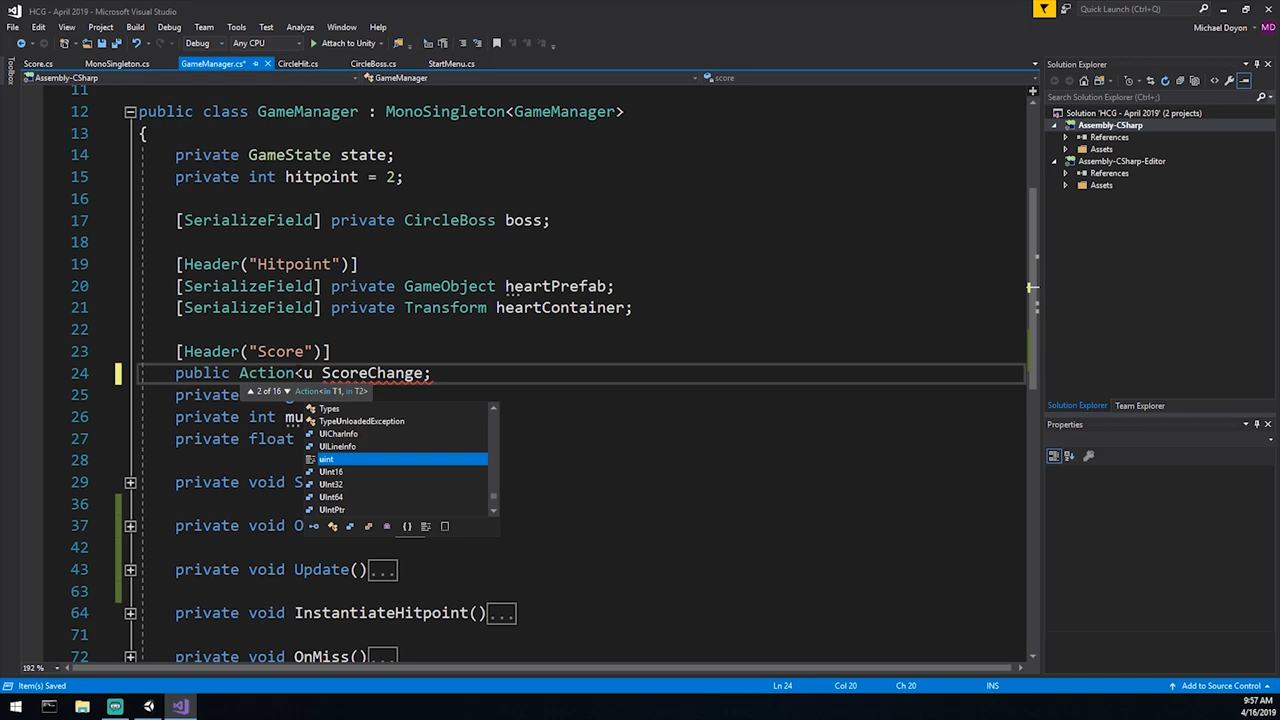 HCG - April 2019 - Microsoft Visual Studio
Quick Launch (Ctrl+;)
File Edit View Project Build Debug Team Tools Test Analyze Window Help
Michael Doyon MD
Debug Any CPU Attach to Unity
Score.cs MonoSingleton.cs GameManager.cs* CircleHit.cs CircleBoss.cs StartMenu.cs
Toolbox
Assembly-CSharp GameManager score
11
12 public class GameManager : MonoSingleton<GameManager>
13 {
14 private GameState state;
15 private int hitpoint = 2;
16
17 [SerializeField] private CircleBoss boss;
18
19 [Header("Hitpoint")]
20 [SerializeField] private GameObject heartPrefab;
21 [SerializeField] private Transform heartContainer;
22
23 [Header("Score")]
24 public Action<u ScoreChange;
2 of 16 Action<in T1, in T2>
25 private
26 private int mu
27 private float
28
29 private void S
36
37 private void O
42
43 private void Update()...
63
64 private void InstantiateHitpoint()...
71
72 private void OnMiss()...
Types
TypeUnloadedException
UICharInfo
UILineInfo
uint
UInt16
UInt32
UInt64
UIntPtr
192 %
Solution Explorer
Search Solution Explorer (Ctrl+;)
Solution 'HCG - April 2019' (2 projects)
Assembly-CSharp
References
Assets
Assembly-CSharp-Editor
References
Assets
Solution Explorer Team Explorer
Properties
Item(s) Saved Ln 24 Col 20 Ch 20 INS Add to Source Control
9:57 AM
4/16/2019